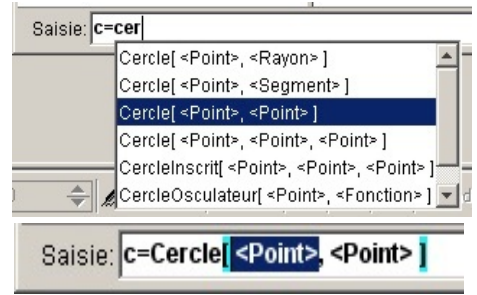 Saisie: c=cer
Cercle[ <Point>, <Rayon> ]
Cercle[ <Point>, <Segment> ]
Cercle[ <Point>, <Point> ]
Cercle[ <Point>, <Point>, <Point> ]
CercleInscrit[ <Point>, <Point>, <Point> ]
CercleOsculateur[ <Point>, <Fonction> ]
Saisie: c=Cercle[ <Point>, <Point> ]